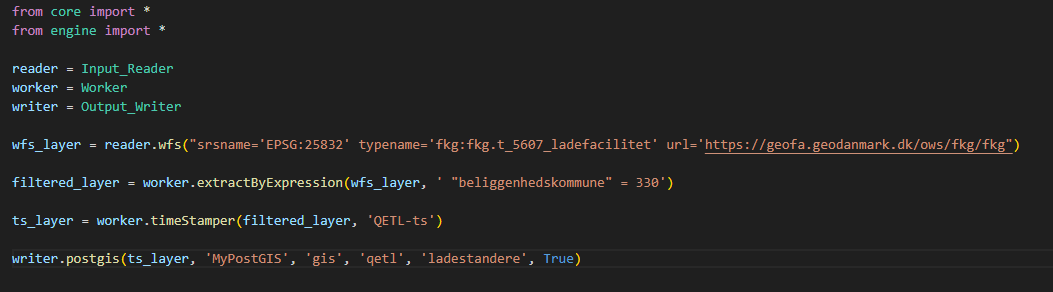 from core import *
from engine import *
reader = Input_Reader
worker = Worker
writer = Output_Writer
wfs_layer = reader.wfs("srsname='EPSG:25832' typename='fkg:fkg.t_5607_ladefacilitet' url='https://geofa.geodanmark.dk/ows/fkg/fkg")
filtered_layer = worker.extractByExpression(wfs_layer, ' "beliggenhedskommune" = 330')
ts_layer = worker.timeStamper(filtered_layer, 'QETL-ts')
writer.postgis(ts_layer, 'MyPostGIS', 'gis', 'qetl', 'ladestandere', True)